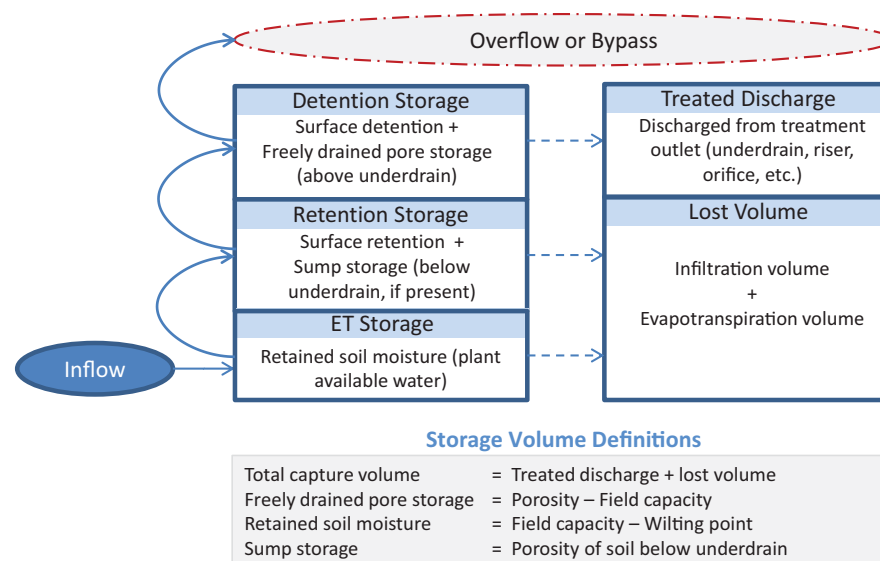 Overflow or Bypass
Detention Storage
Surface detention +
Freely drained pore storage
(above underdrain)
Treated Discharge
Discharged from treatment
outlet (underdrain, riser,
orifice, etc.)
Retention Storage
Surface retention +
Sump storage (below
underdrain, if present)
Lost Volume
Infiltration volume
+
Evapotranspiration volume
ET Storage
Retained soil moisture (plant
available water)
Inflow
Storage Volume Definitions
Total capture volume = Treated discharge + lost volume
Freely drained pore storage = Porosity – Field capacity
Retained soil moisture = Field capacity – Wilting point
Sump storage = Porosity of soil below underdrain